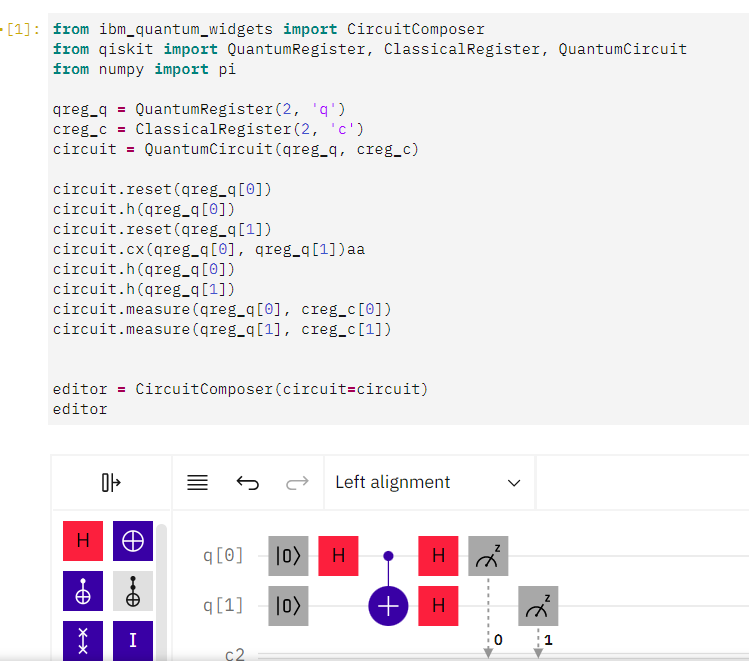 [1]: from ibm_quantum_widgets import CircuitComposer
from qiskit import QuantumRegister, ClassicalRegister, QuantumCircuit
from numpy import pi
qreg_q = QuantumRegister(2, 'q')
creg_c = ClassicalRegister(2, 'c')
circuit = QuantumCircuit(qreg_q, creg_c)
circuit.reset(qreg_q[0])
circuit.h(qreg_q[0])
circuit.reset(qreg_q[1])
circuit.cx(qreg_q[0], qreg_q[1])aa
circuit.h(qreg_q[0])
circuit.h(qreg_q[1])
circuit.measure(qreg_q[0], creg_c[0])
circuit.measure(qreg_q[1], creg_c[1])
editor = CircuitComposer(circuit=circuit)
editor
Left alignment
H
q[0] |0⟩ H H z
q[1] |0⟩ H z
I
0 1
c2